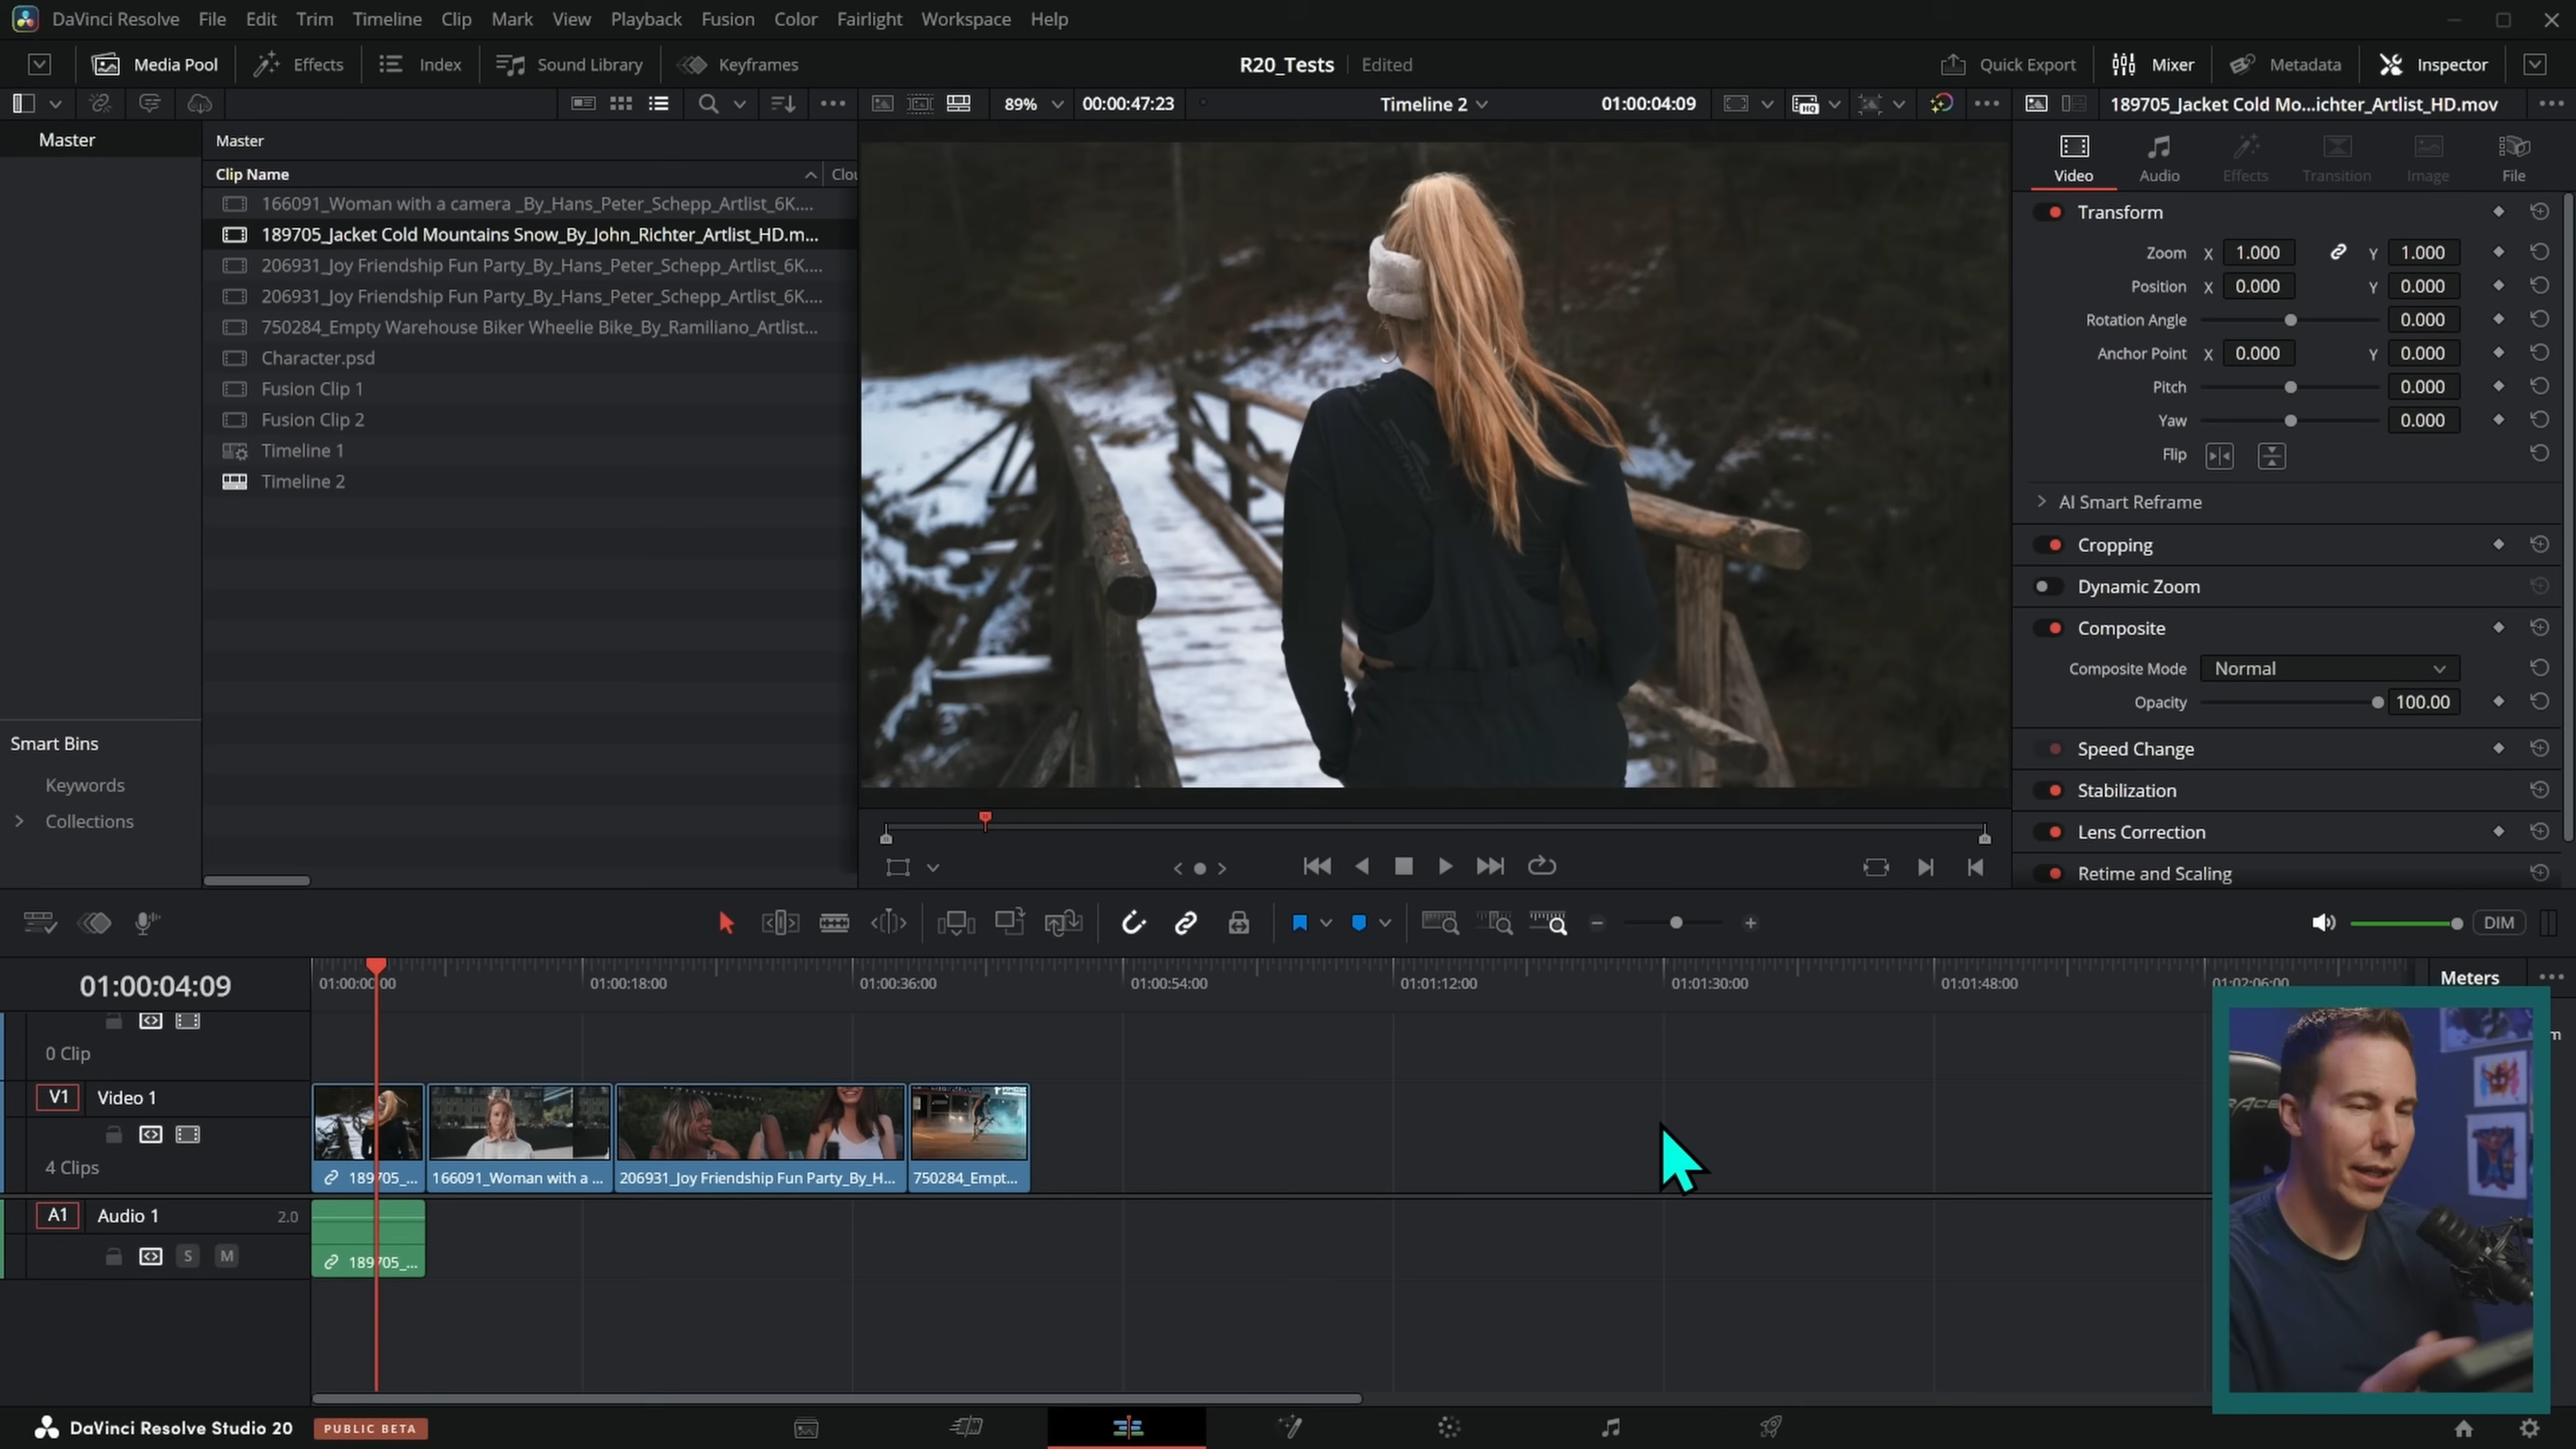 DaVinci Resolve File Edit Trim Timeline Clip Mark View Playback Fusion Color Fairlight Workspace Help
Media Pool Effects Index Sound Library Keyframes R20_Tests Edited Quick Export Mixer Metadata Inspector
89% 00:00:47:23 Timeline 2 01:00:04:09 189705_Jacket Cold Mo...ichter_Artlist_HD.mov
Master
Master
Clip Name Clou
166091_Woman with a camera _By_Hans_Peter_Schepp_Artlist_6K....
189705_Jacket Cold Mountains Snow_By_John_Richter_Artlist_HD.m...
206931_Joy Friendship Fun Party_By_Hans_Peter_Schepp_Artlist_6K....
206931_Joy Friendship Fun Party_By_Hans_Peter_Schepp_Artlist_6K....
750284_Empty Warehouse Biker Wheelie Bike_By_Ramiliano_Artlist...
Character.psd
Fusion Clip 1
Fusion Clip 2
Timeline 1
Timeline 2
Smart Bins
Keywords
Collections
Video Audio Effects Transition Image File
Transform
Zoom X 1.000 Y 1.000
Position X 0.000 Y 0.000
Rotation Angle 0.000
Anchor Point X 0.000 Y 0.000
Pitch 0.000
Yaw 0.000
Flip
AI Smart Reframe
Cropping
Dynamic Zoom
Composite
Composite Mode Normal
Opacity 100.00
Speed Change
Stabilization
Lens Correction
Retime and Scaling
DIM
01:00:04:09 01:00:00:00 01:00:18:00 01:00:36:00 01:00:54:00 01:01:12:00 01:01:30:00 01:01:48:00 01:02:06:00 Meters
0 Clip
V1 Video 1
4 Clips
189705_... 166091_Woman with a ... 206931_Joy Friendship Fun Party_By_H... 750284_Empt...
A1 Audio 1 2.0
S M
189705_...
DaVinci Resolve Studio 20 PUBLIC BETA